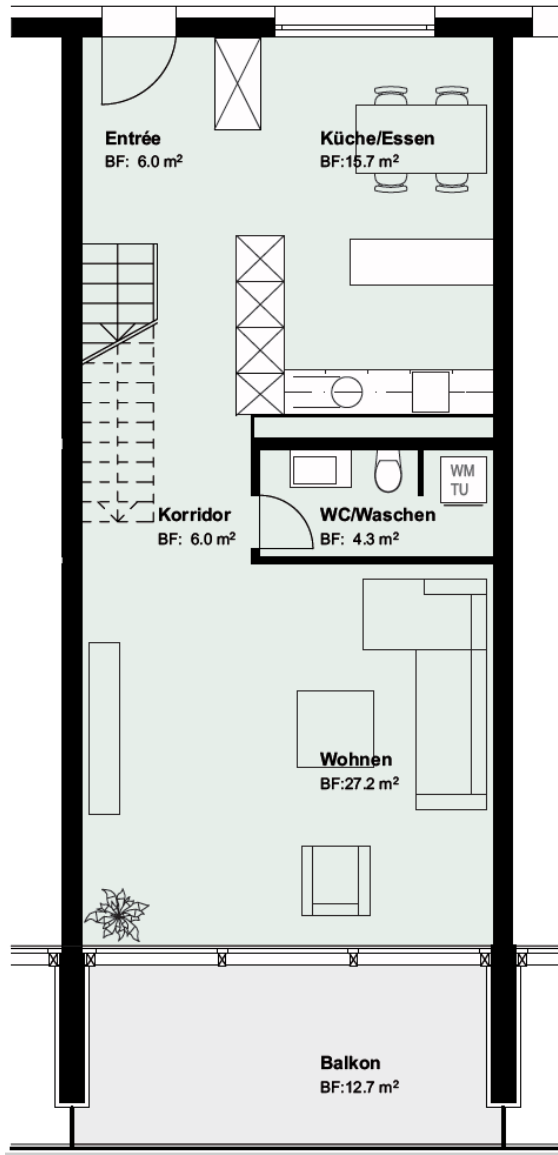 Entrée
BF: 6.0 m²
Küche/Essen
BF:15.7 m²
WM
TU
Korridor
BF: 6.0 m²
WC/Waschen
BF: 4.3 m²
Wohnen
BF:27.2 m²
Balkon
BF:12.7 m²